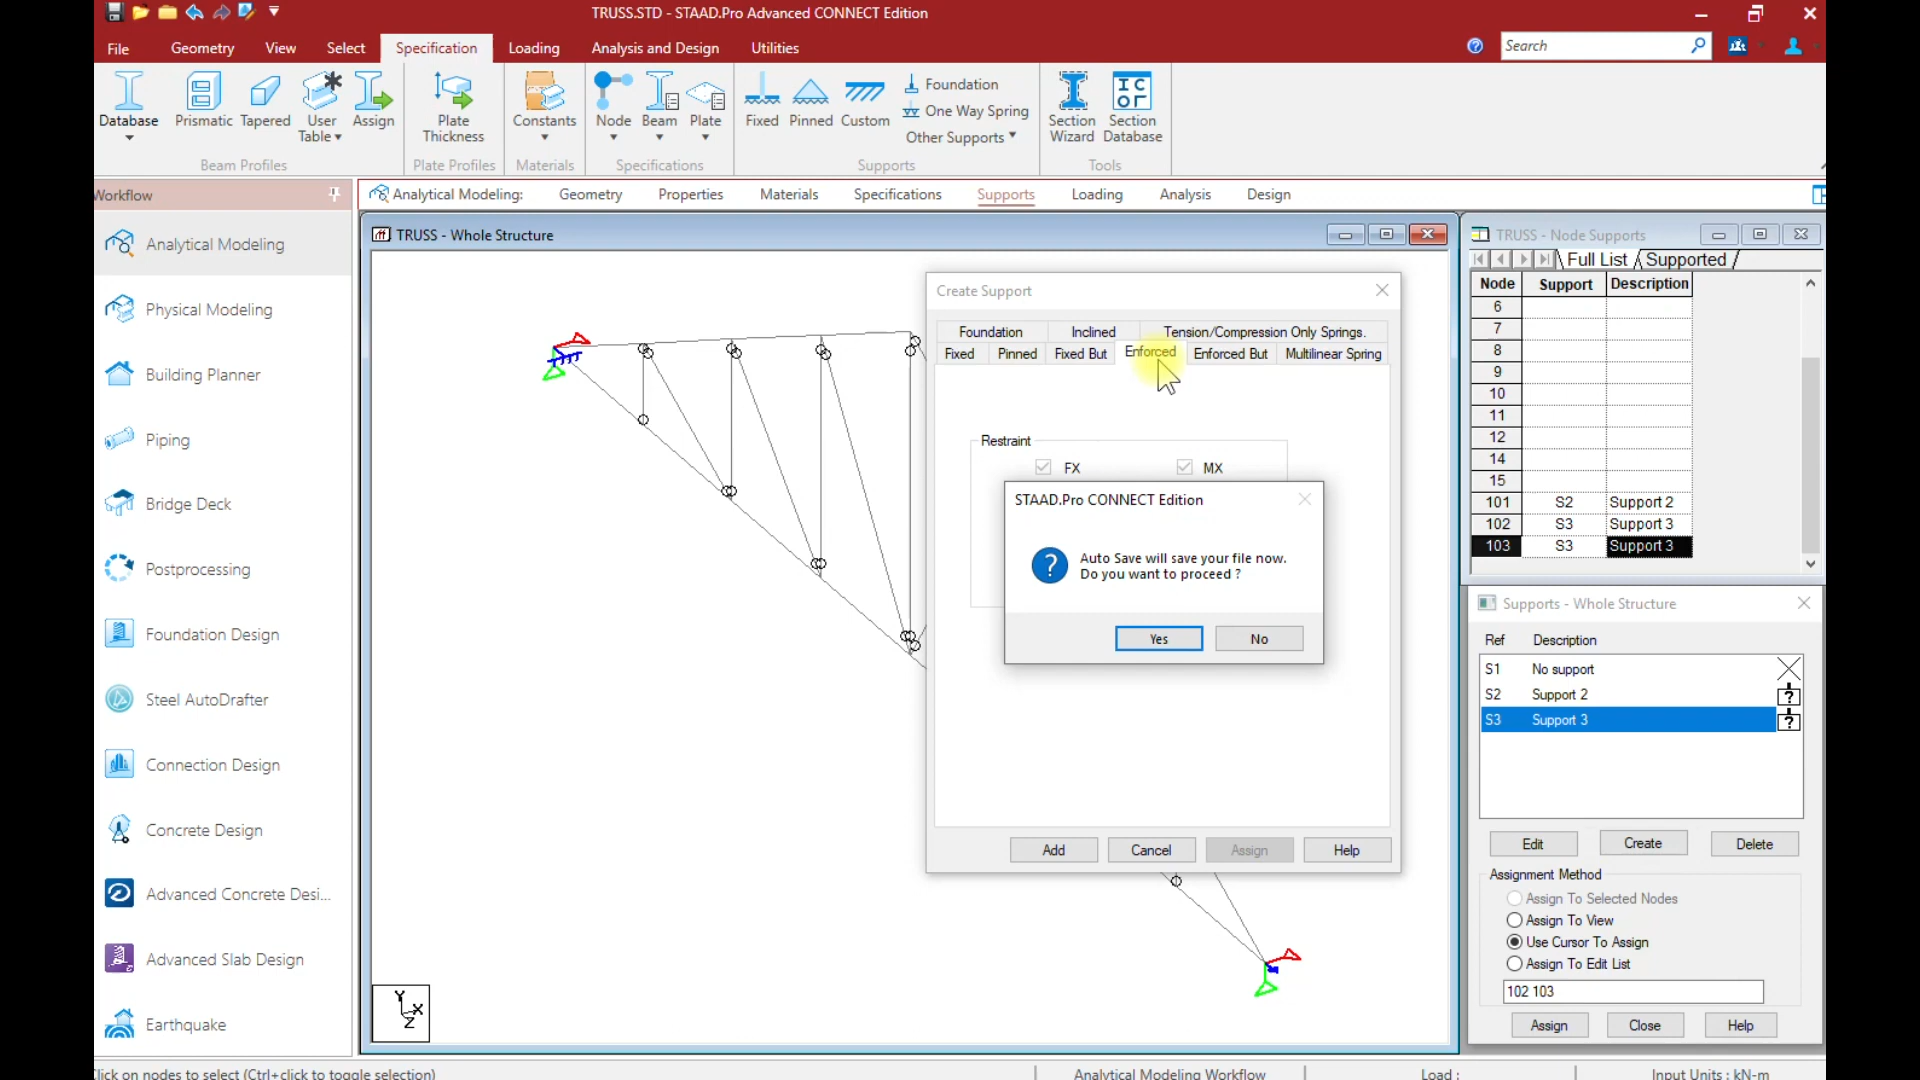 TRUSS.STD - STAAD.Pro Advanced CONNECT Edition
File
Geometry
View
Select
Specification
Loading
Analysis and Design
Utilities
Search
Database
Prismatic
Tapered
User
Table
Assign
Beam Profiles
Plate
Thickness
Plate Profiles
Constants
Materials
Node
Beam
Plate
Specifications
Fixed
Pinned
Custom
Foundation
One Way Spring
Other Supports
Supports
Section
Wizard
Section
Database
Tools
Workflow
Analytical Modeling:
Geometry
Properties
Materials
Specifications
Supports
Loading
Analysis
Design
Analytical Modeling
Physical Modeling
Building Planner
Piping
Bridge Deck
Postprocessing
Foundation Design
Steel AutoDrafter
Connection Design
Concrete Design
Advanced Concrete Desi...
Advanced Slab Design
Earthquake
TRUSS - Whole Structure
Y
X
Z
Create Support
Foundation
Inclined
Tension/Compression Only Springs.
Fixed
Pinned
Fixed But
Enforced
Enforced But
Multilinear Spring
Restraint
FX
MX
STAAD.Pro CONNECT Edition
Auto Save will save your file now.
Do you want to proceed ?
Yes
No
Add
Cancel
Assign
Help
TRUSS - Node Supports
Full List
Supported
Node Support Description
6
7
8
9
10
11
12
14
15
101 S2 Support 2
102 S3 Support 3
103 S3 Support 3
Supports - Whole Structure
Ref Description
S1 No support
S2 Support 2
S3 Support 3
Edit
Create
Delete
Assignment Method
Assign To Selected Nodes
Assign To View
Use Cursor To Assign
Assign To Edit List
102 103
Assign
Close
Help
Click on nodes to select (Ctrl+click to toggle selection)
Analytical Modeling Workflow
Load :
Input Units : kN-m